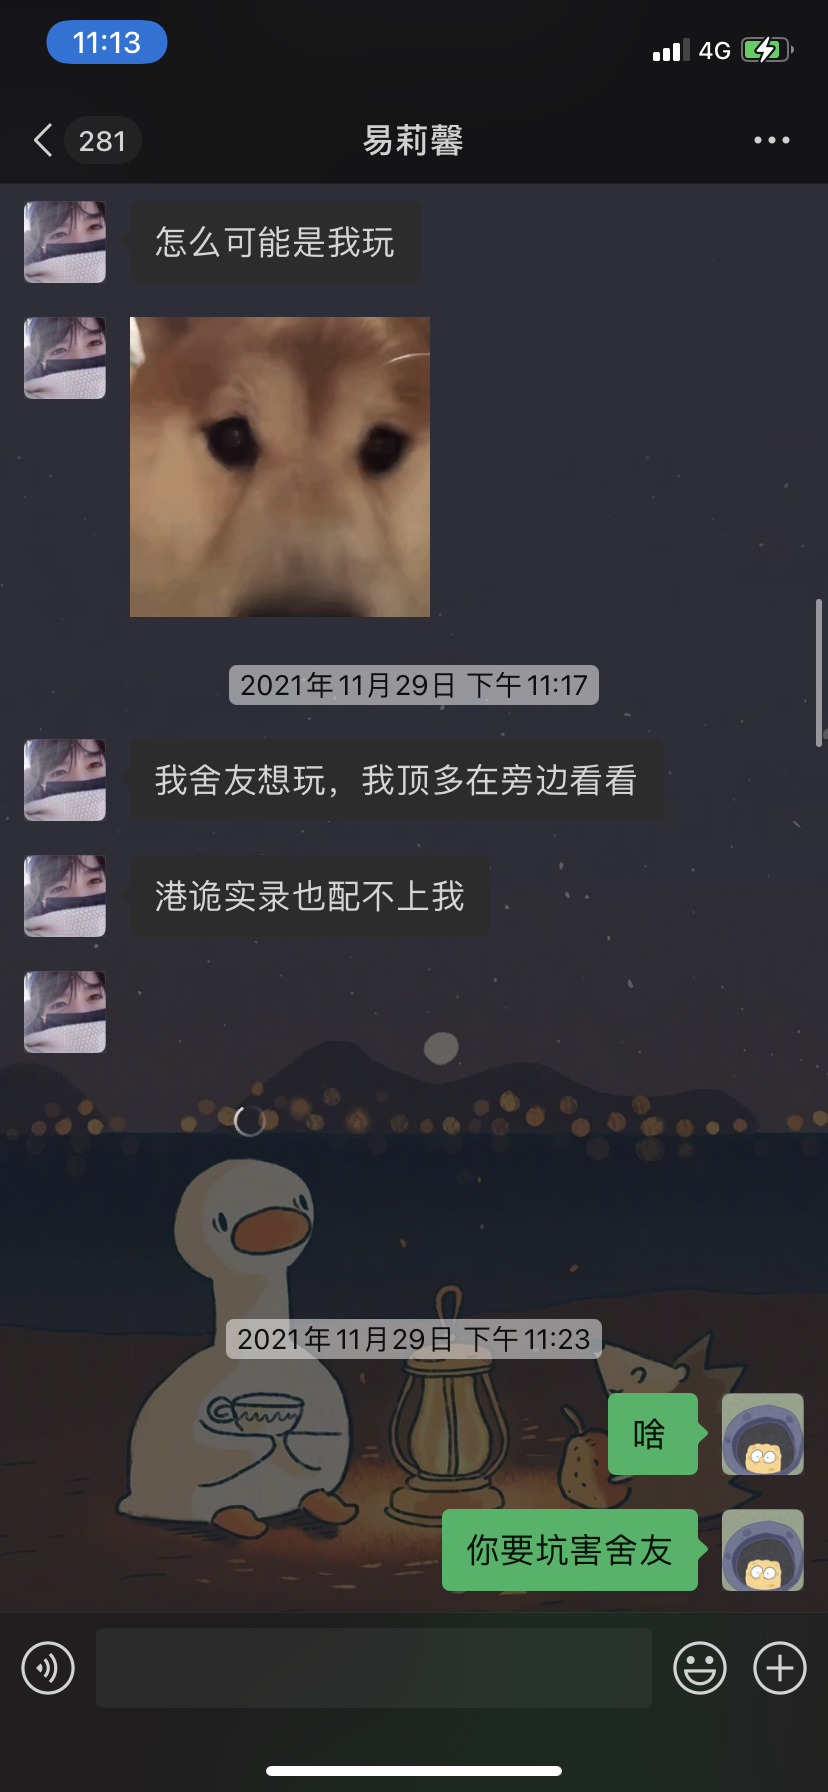 11:13
4G
281
易莉馨
怎么可能是我玩
2021年11月29日 下午11:17
我舍友想玩，我顶多在旁边看看
港诡实录也配不上我
2021年11月29日 下午11:23
啥
你要坑害舍友